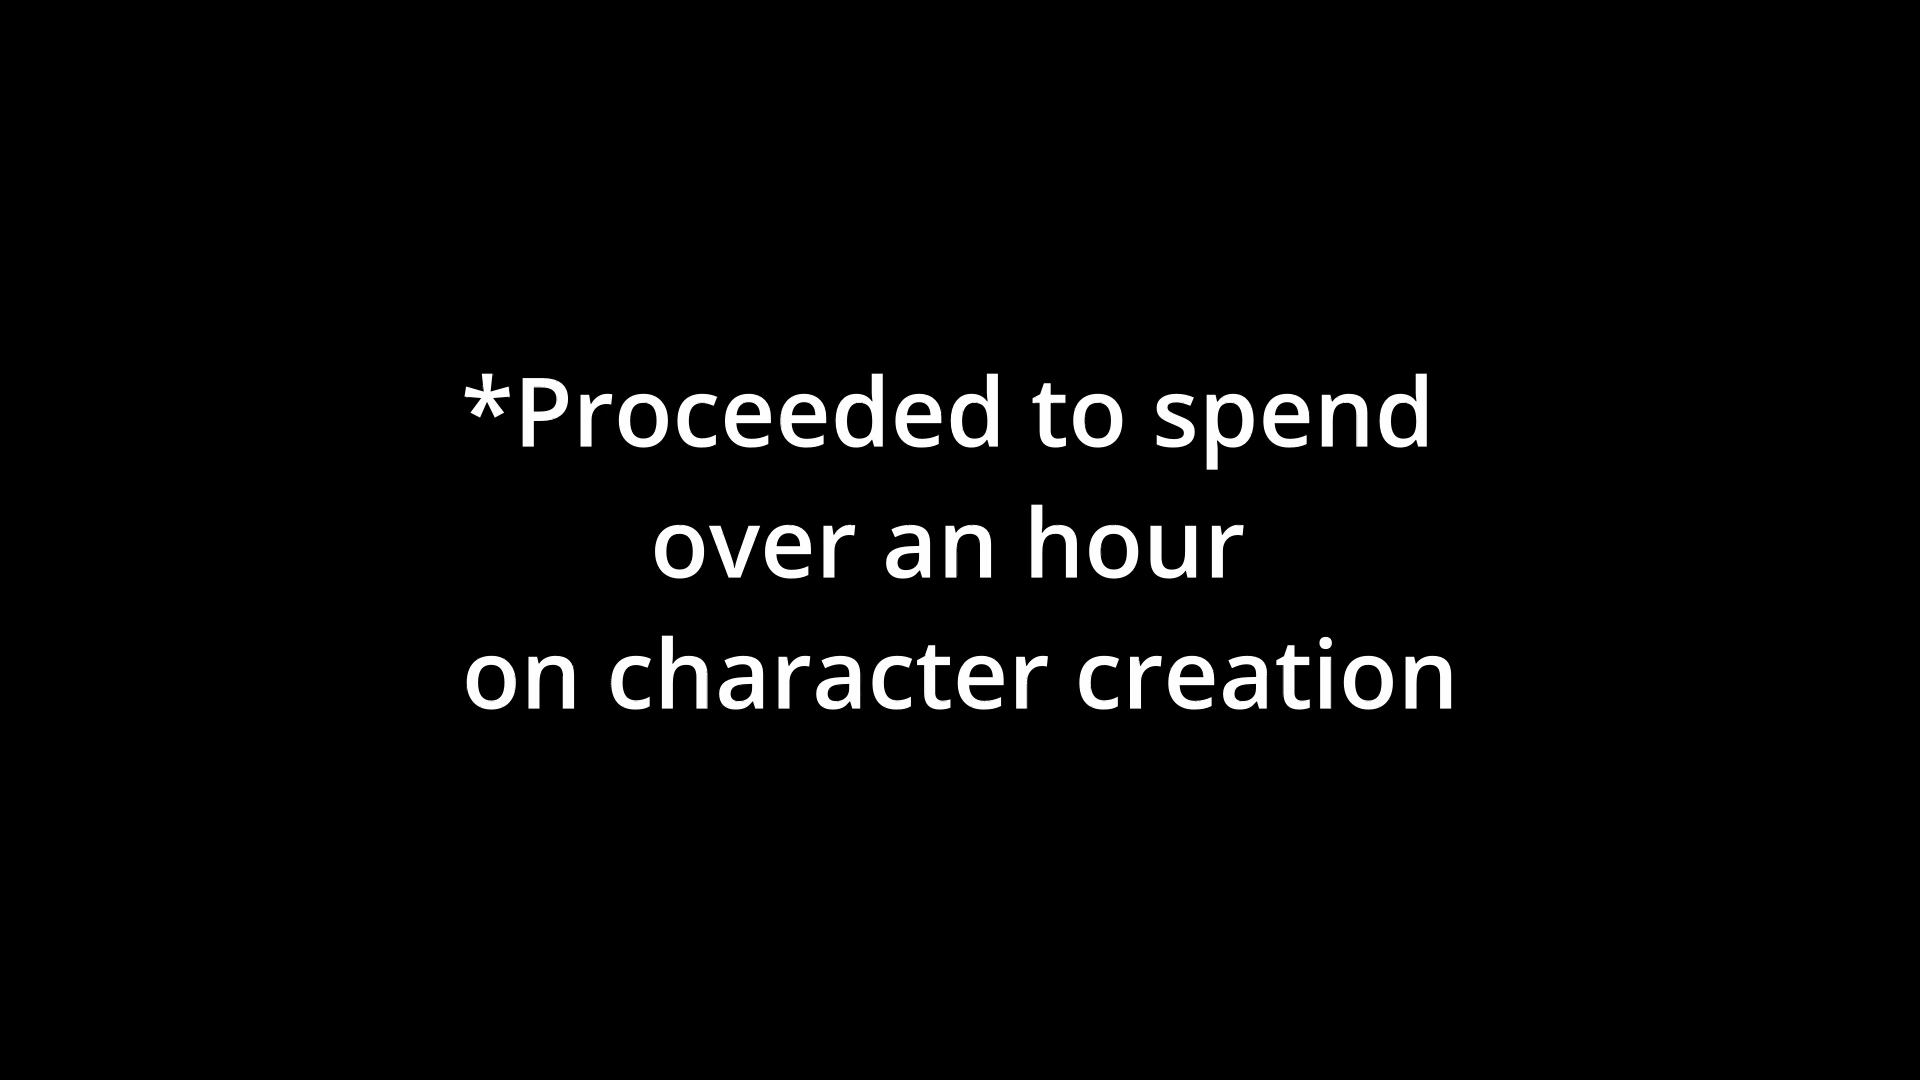 *Proceeded to spend
over an hour
on character creation